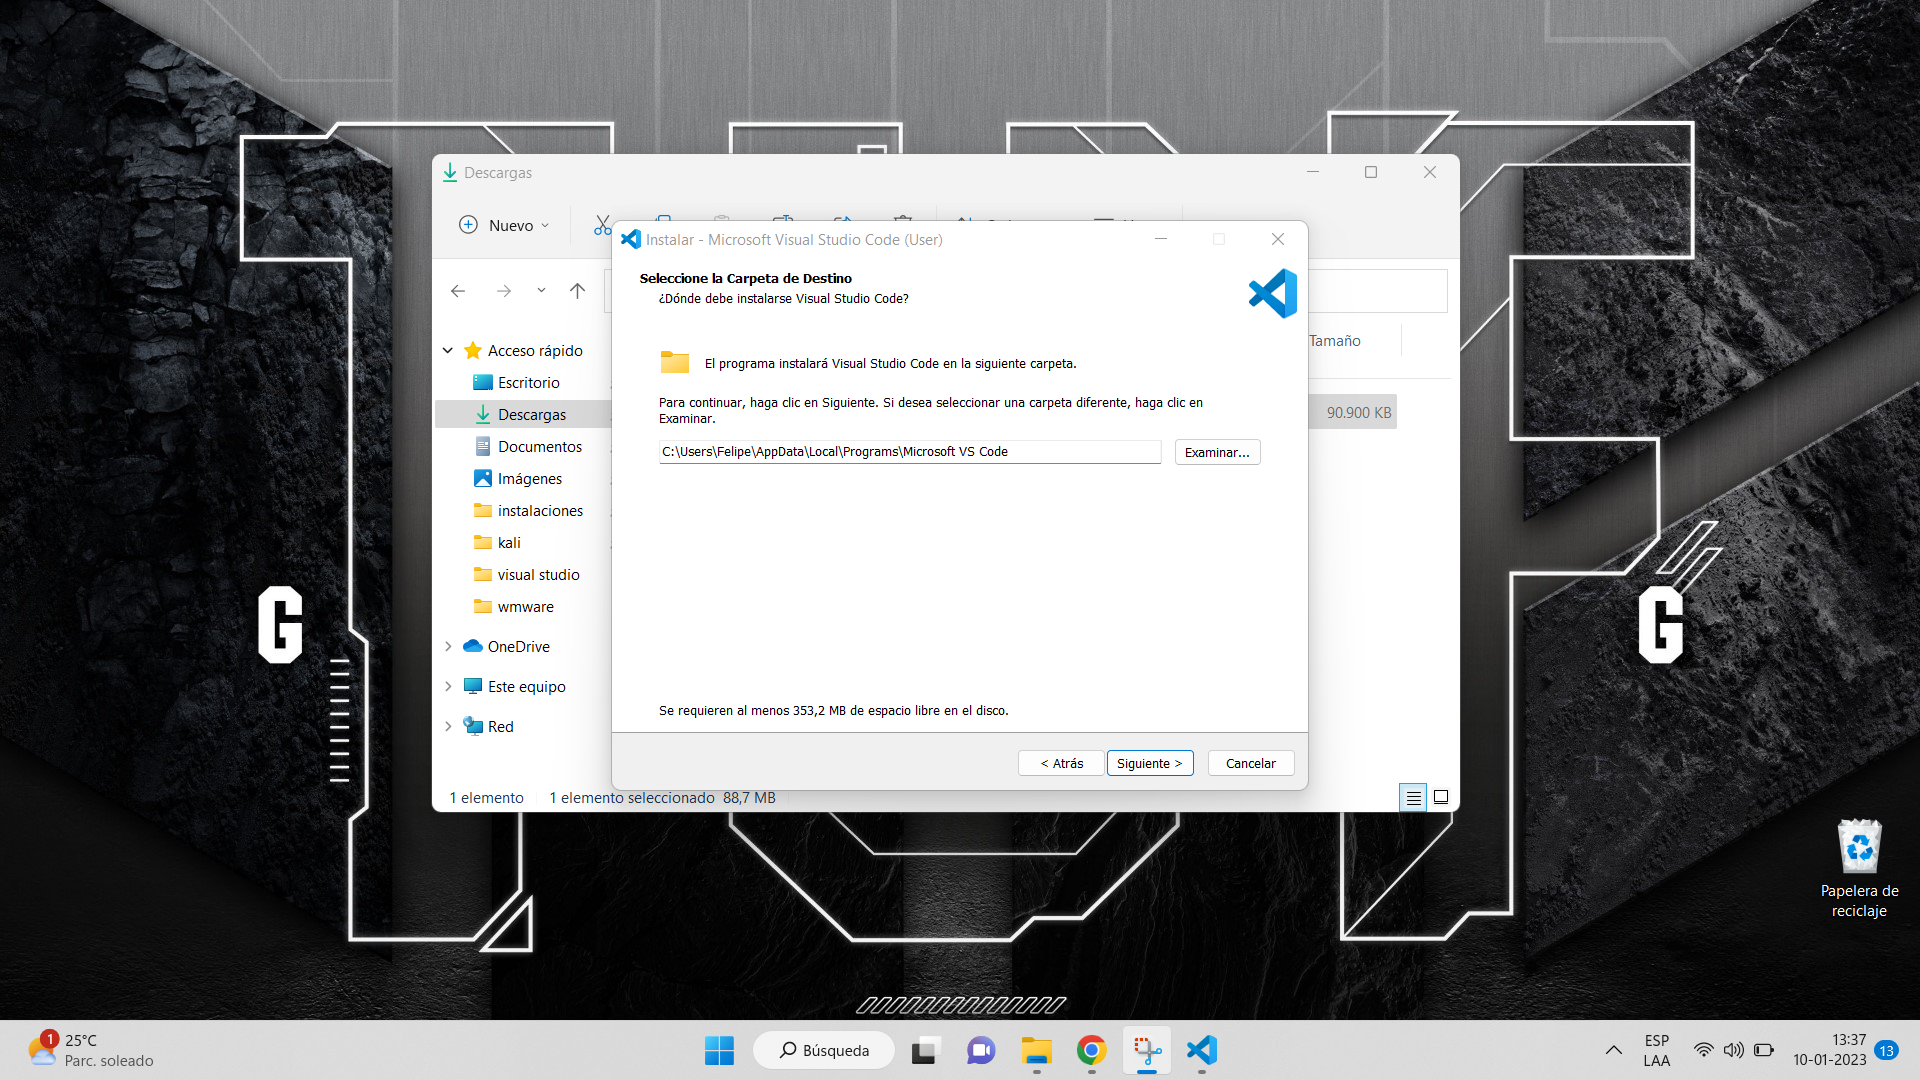 Descargas
Nuevo
Instalar - Microsoft Visual Studio Code (User)
Seleccione la Carpeta de Destino
¿Dónde debe instalarse Visual Studio Code?
El programa instalará Visual Studio Code en la siguiente carpeta.
Para continuar, haga clic en Siguiente. Si desea seleccionar una carpeta diferente, haga clic en
Examinar.
C:\Users\Felipe\AppData\Local\Programs\Microsoft VS Code
Examinar...
Se requieren al menos 353,2 MB de espacio libre en el disco.
< Atrás
Siguiente >
Cancelar
Tamaño
90.900 KB
Acceso rápido
Escritorio
Descargas
Documentos
Imágenes
instalaciones
kali
visual studio
wmware
OneDrive
Este equipo
Red
1 elemento
1 elemento seleccionado 88,7 MB
G
G
Papelera de
reciclaje
1
25°C
Parc. soleado
Búsqueda
ESP
LAA
13:37
10-01-2023
13